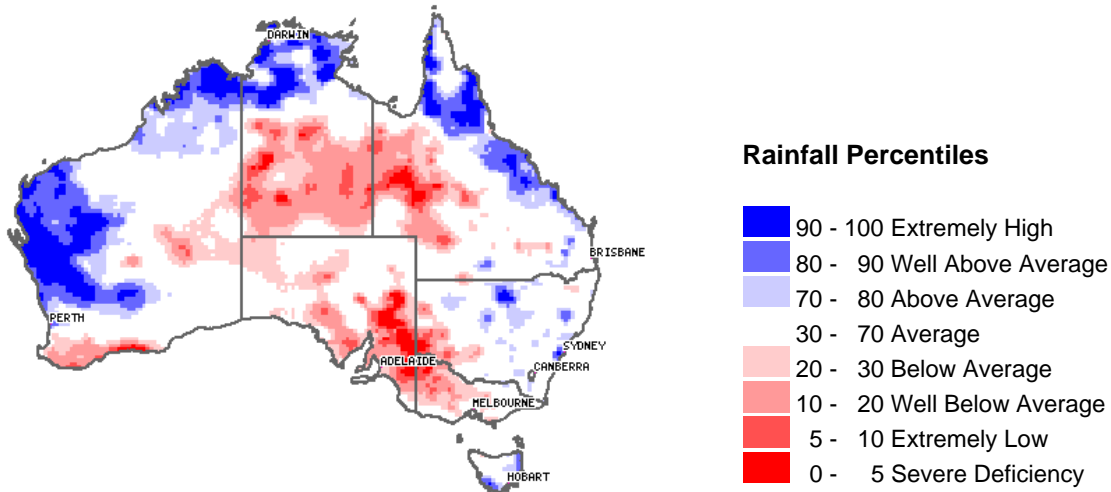 DARWIN
BRISBANE
PERTH
SYDNEY
ADELAIDE
CANBERRA
MELBOURNE
HOBART
Rainfall Percentiles
90 - 100 Extremely High
80 - 90 Well Above Average
70 - 80 Above Average
30 - 70 Average
20 - 30 Below Average
10 - 20 Well Below Average
5 - 10 Extremely Low
0 - 5 Severe Deficiency